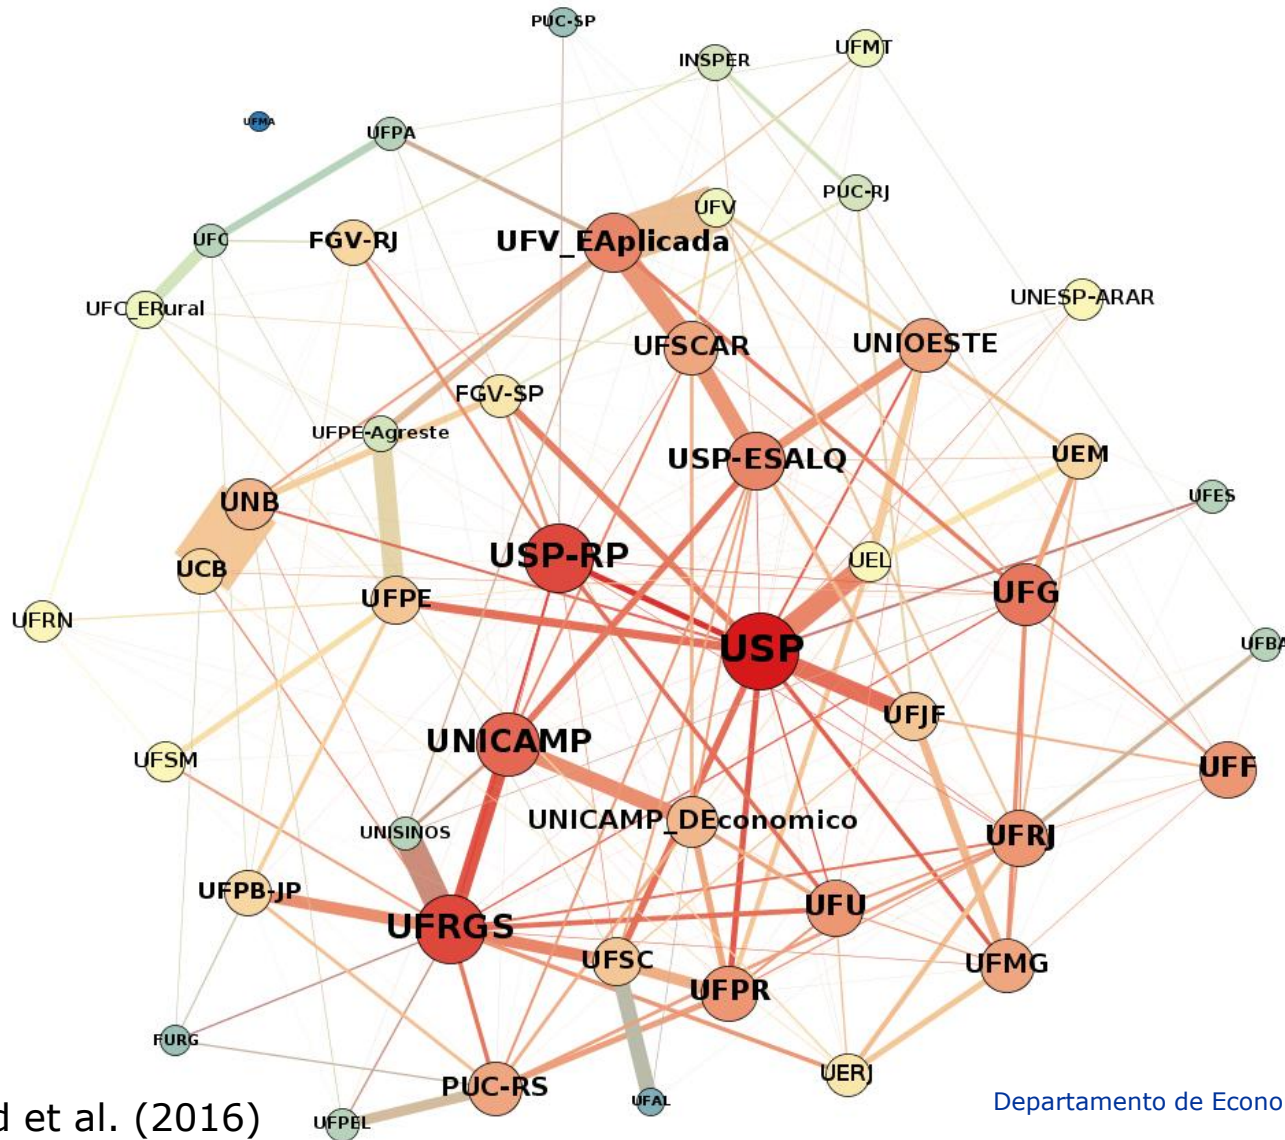 PUC-SP
UFMT
INSPER
UFMA
UFPA
PUC-RJ
UFV
UFC
FGV-RJ
UFV_EAplicada
UNESP-ARAR
UFC_ERural
UFSCAR
UNIOESTE
FGV-SP
UFPE-Agreste
UEM
USP-ESALQ
UFES
UNB
USP-RP
UEL
UCB
UFPE
UFG
UFRN
UFBA
USP
UFJF
UNICAMP
UFSM
UFF
UNICAMP_DEconomico
UNISINOS
UFRJ
UFPB-JP
UFU
UFRGS
UFSC
UFMG
UFPR
FURG
UERJ
PUC-RS
UFAL
Departamento de Econo
d et al. (2016)
UFPEL